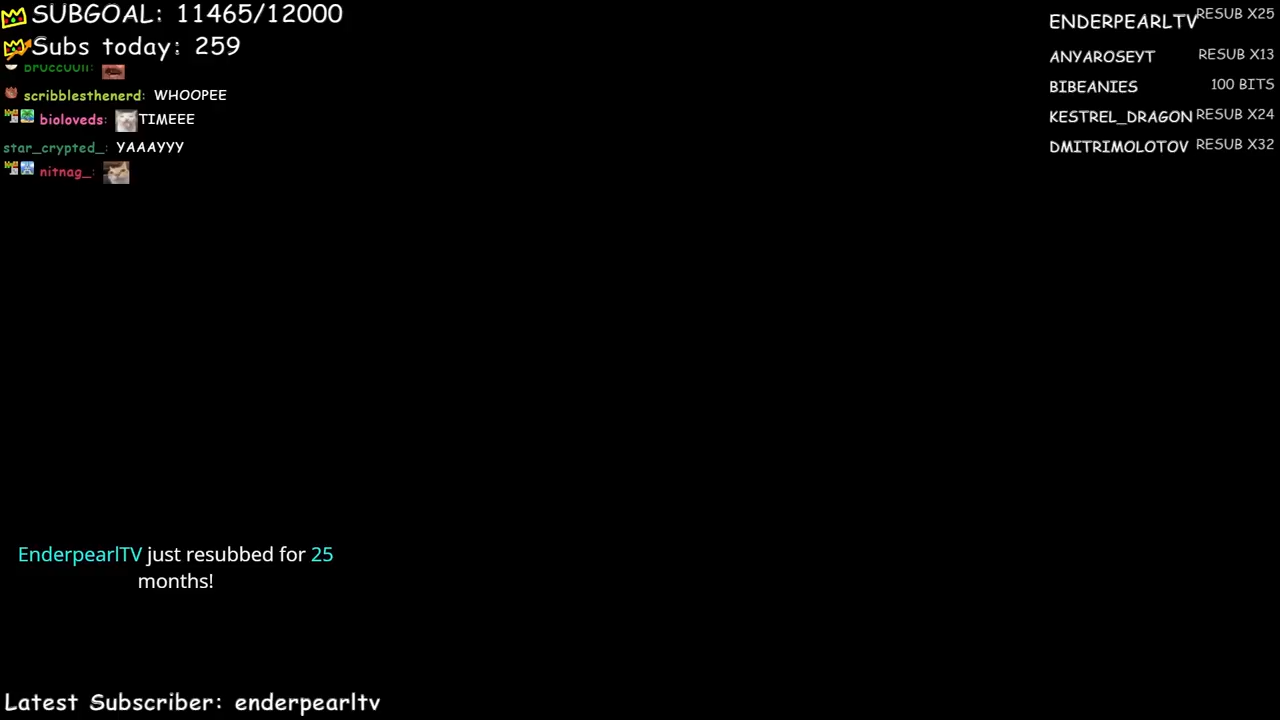 SUBGOAL: 11465/12000
Subs today: 259
scribblesthenerd: WHOOPEE
bioloveds: TIMEEE
star_crypted_: YAAAYYY
nitnag_:
ENDERPEARLTV RESUB X25
ANYAROSEYT RESUB X13
BIBEANIES 100 BITS
KESTREL_DRAGON RESUB X24
DMITRIMOLOTOV RESUB X32
EnderpearlTV just resubbed for 25
months!
Latest Subscriber: enderpearltv